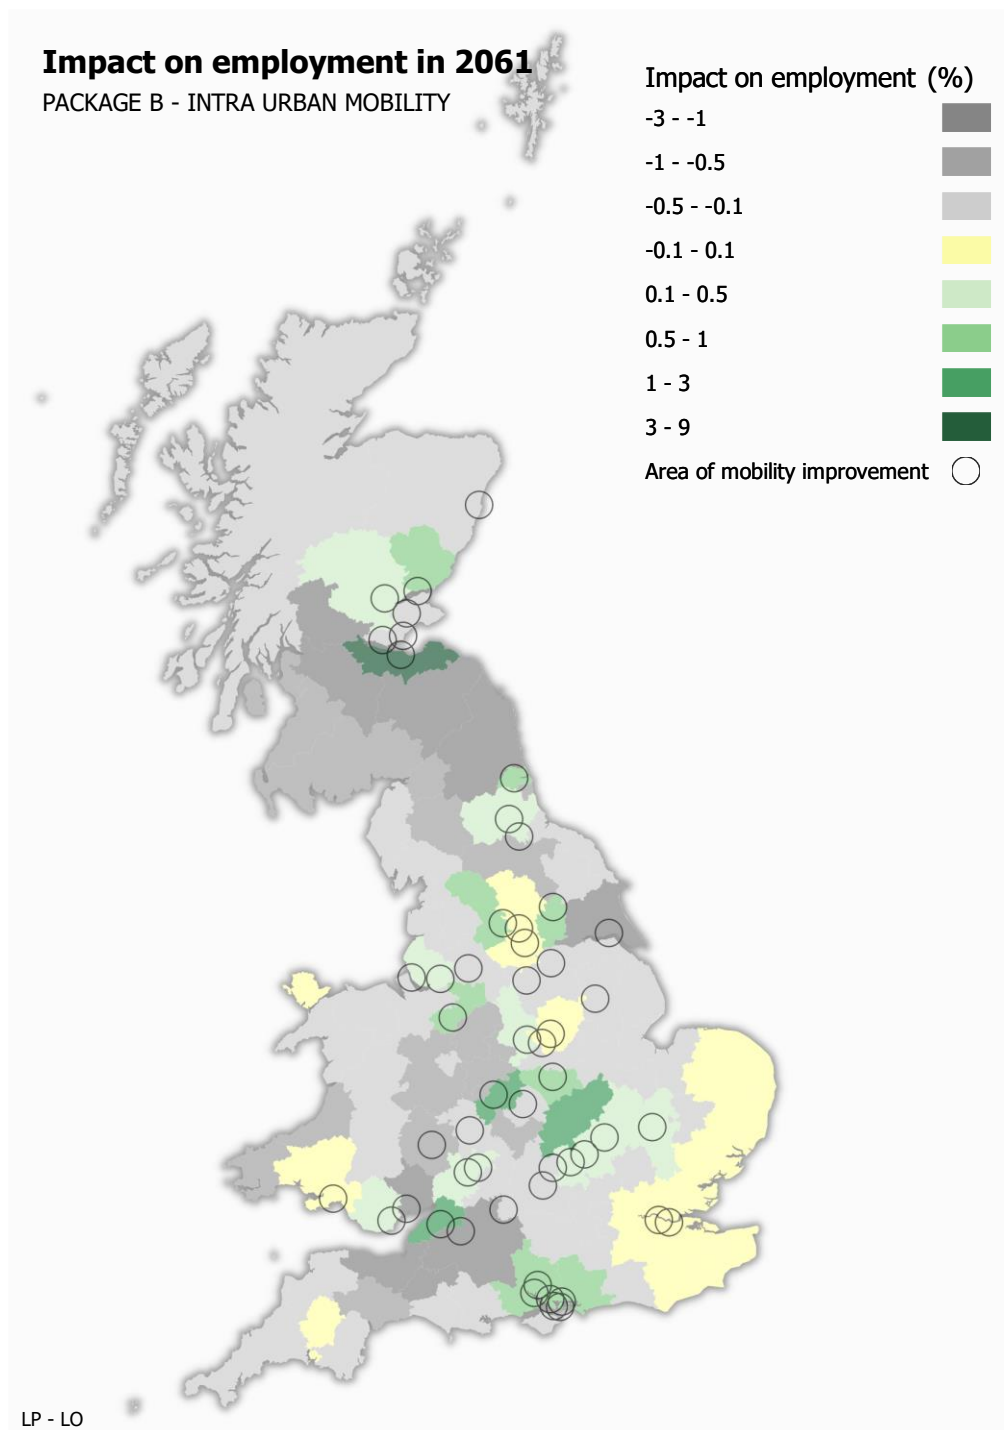 Impact on employment in 2061
PACKAGE B - INTRA URBAN MOBILITY
Impact on employment (%)
-3 - -1
-1 - -0.5
-0.5 - -0.1
-0.1 - 0.1
0.1 - 0.5
0.5 - 1
1 - 3
3 - 9
Area of mobility improvement
LP - LO